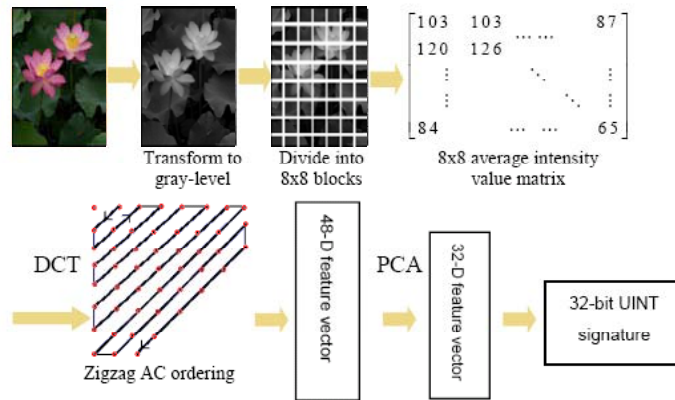 103 103 87
120 126 ... ...
84 ... ... 65
Transform to
gray-level
Divide into
8x8 blocks
8x8 average intensity
value matrix
DCT
Zigzag AC ordering
48-D feature vector
PCA
32-D feature vector
32-bit UINT
signature